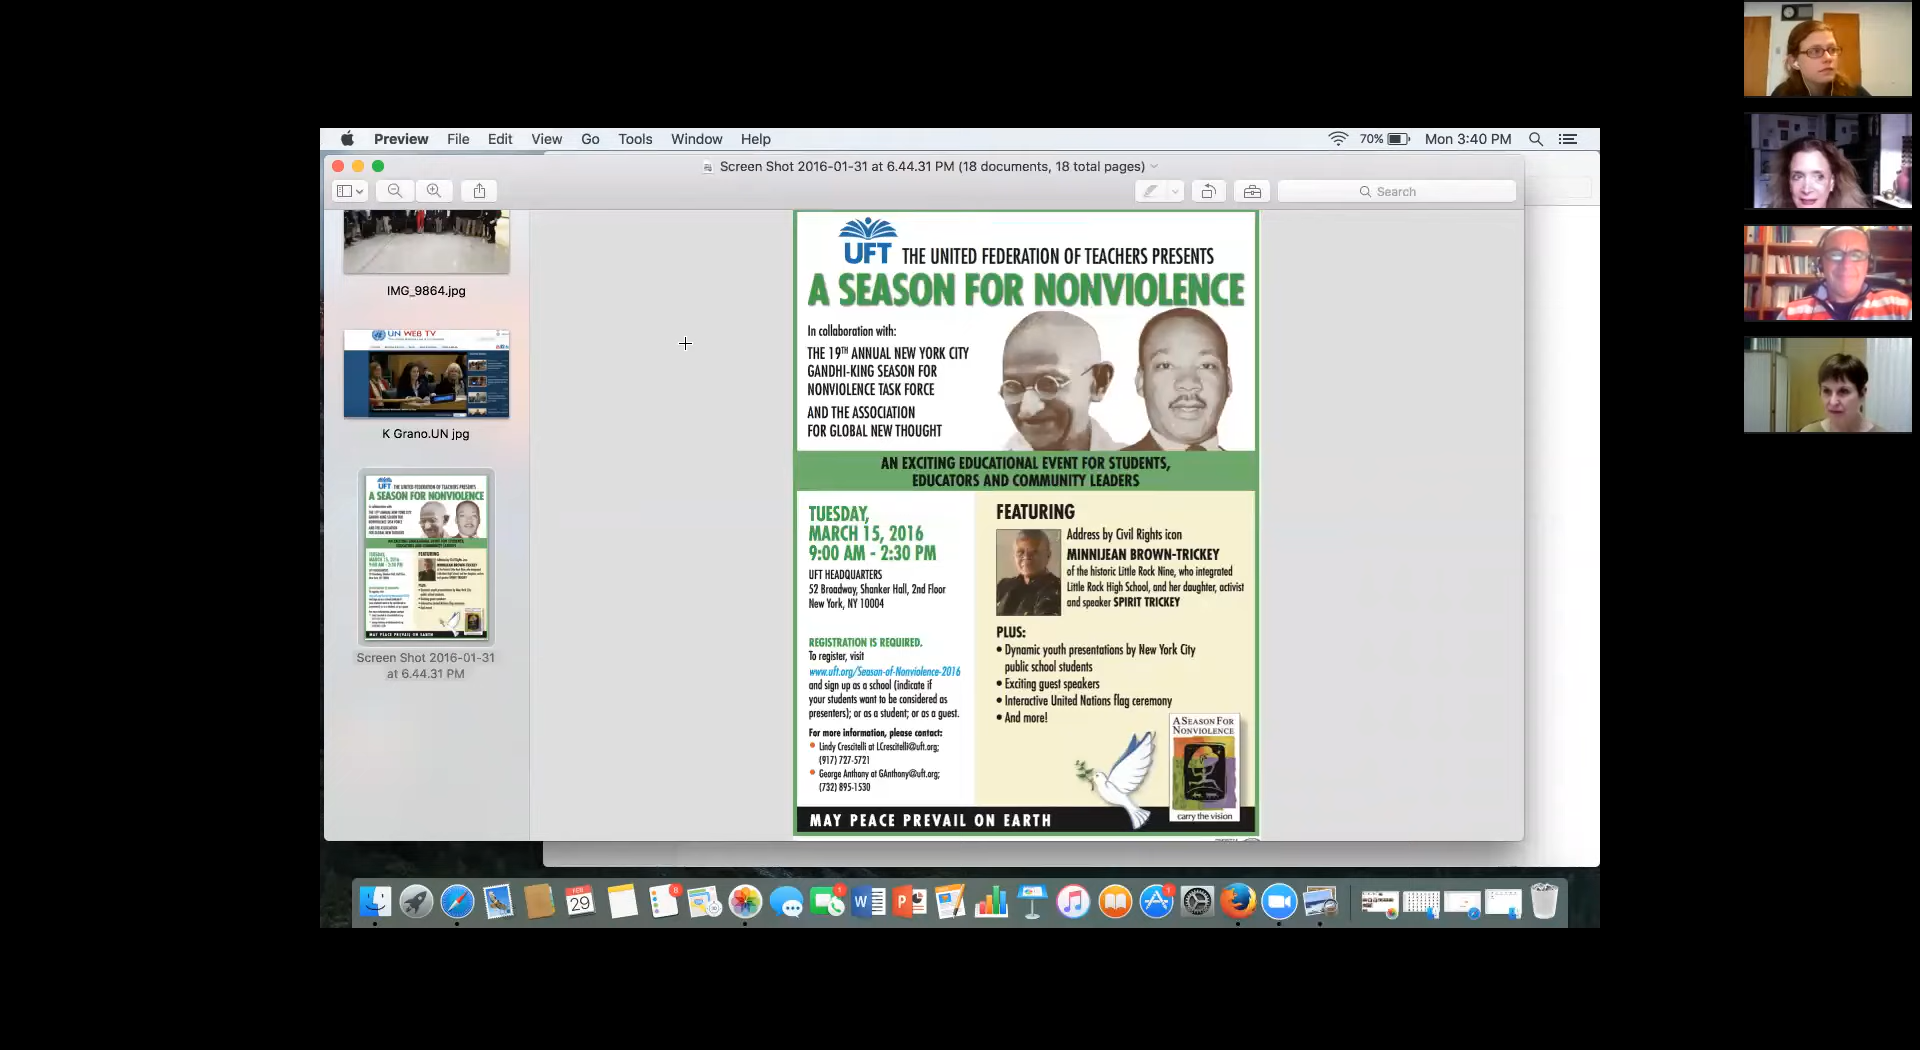 Preview File Edit View Go Tools Window Help
70% Mon 3:40 PM
Screen Shot 2016-01-31 at 6.44.31 PM (18 documents, 18 total pages)
Search
IMG_9864.jpg
UN WEB TV
K Grano.UN jpg
Screen Shot 2016-01-31
at 6.44.31 PM
UFT THE UNITED FEDERATION OF TEACHERS PRESENTS
A SEASON FOR NONVIOLENCE
In collaboration with:
THE 19TH ANNUAL NEW YORK CITY
GANDHI-KING SEASON FOR
NONVIOLENCE TASK FORCE
AND THE ASSOCIATION
FOR GLOBAL NEW THOUGHT
AN EXCITING EDUCATIONAL EVENT FOR STUDENTS,
EDUCATORS AND COMMUNITY LEADERS
TUESDAY,
MARCH 15, 2016
9:00 AM - 2:30 PM
UFT HEADQUARTERS
52 Broadway, Shanker Hall, 2nd Floor
New York, NY 10004
REGISTRATION IS REQUIRED.
To register, visit
www.uft.org/Season-of-Nonviolence-2016
and sign up as a school (indicate if
your students want to be considered as
presenters); or as a student; or as a guest.
For more information, please contact:
• Lindy Crescitelli at LCrescitelli@uft.org;
(917) 727-5721
• George Anthony at GAnthony@uft.org;
(732) 895-1530
FEATURING
Address by Civil Rights icon
MINNIJEAN BROWN-TRICKEY
of the historic Little Rock Nine, who integrated
Little Rock High School, and her daughter, activist
and speaker SPIRIT TRICKEY
PLUS:
• Dynamic youth presentations by New York City
public school students
• Exciting guest speakers
• Interactive United Nations flag ceremony
• And more!
A SEASON FOR
NONVIOLENCE
carry the vision
MAY PEACE PREVAIL ON EARTH
FEB
29
8
1
W
P
1